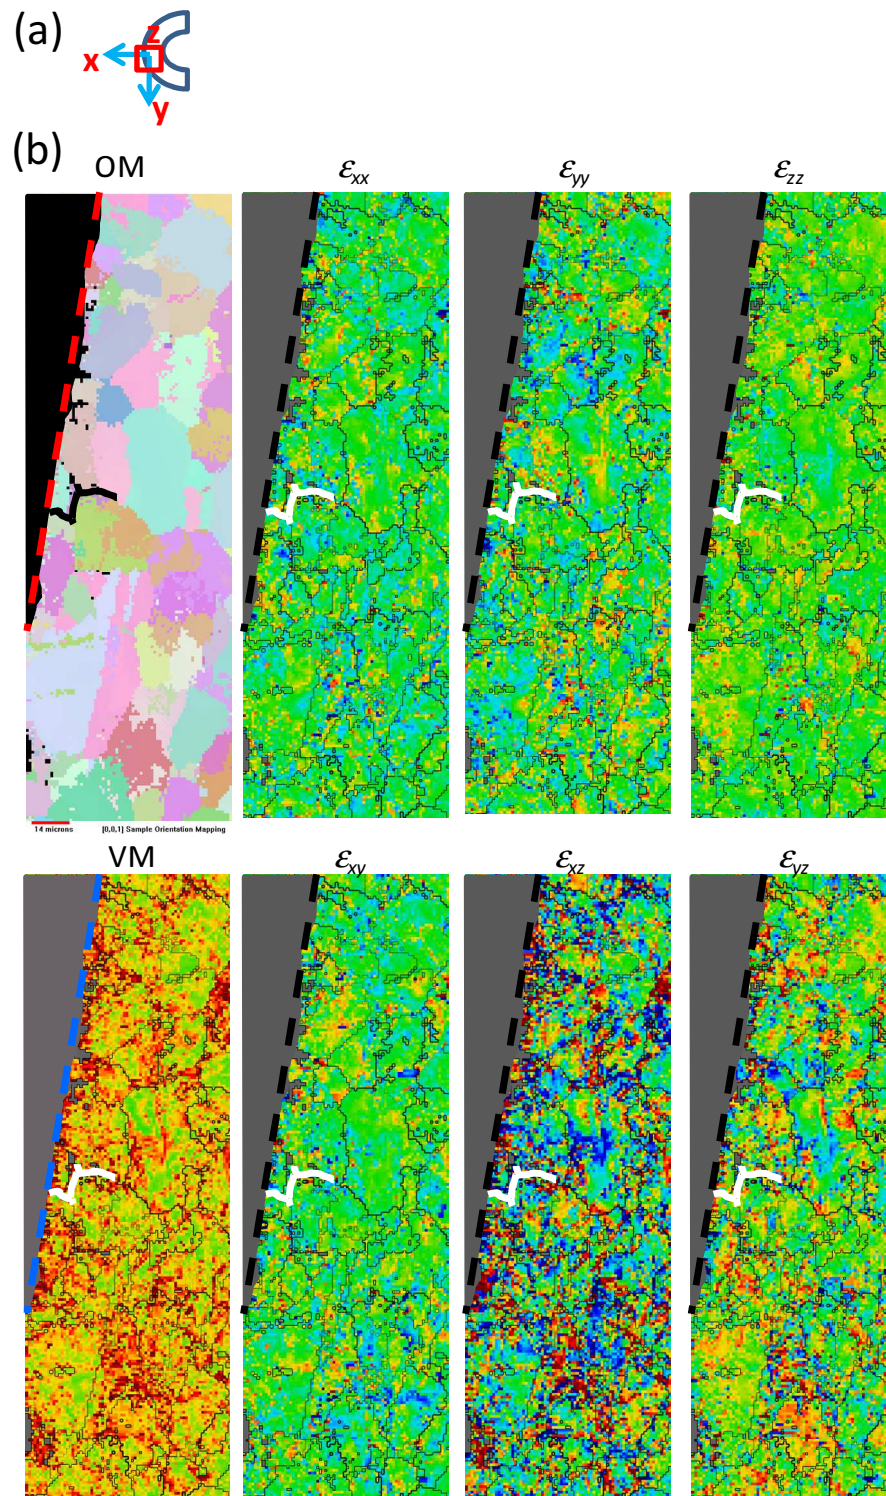 (a)
z
x
y
(b)
OM
εxx
εyy
εzz
14 microns
[0,0,1] Sample Orientation Mapping
VM
εxy
εxz
εyz